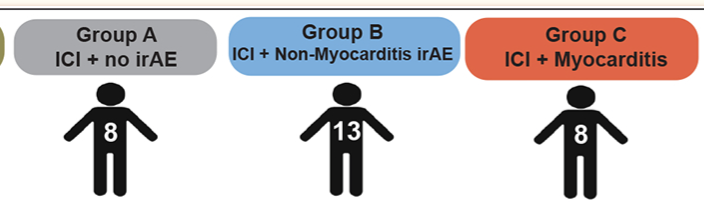 Group A
ICI + no irAE
Group B
ICI + Non-Myocarditis irAE
Group C
ICI + Myocarditis
8
13
8